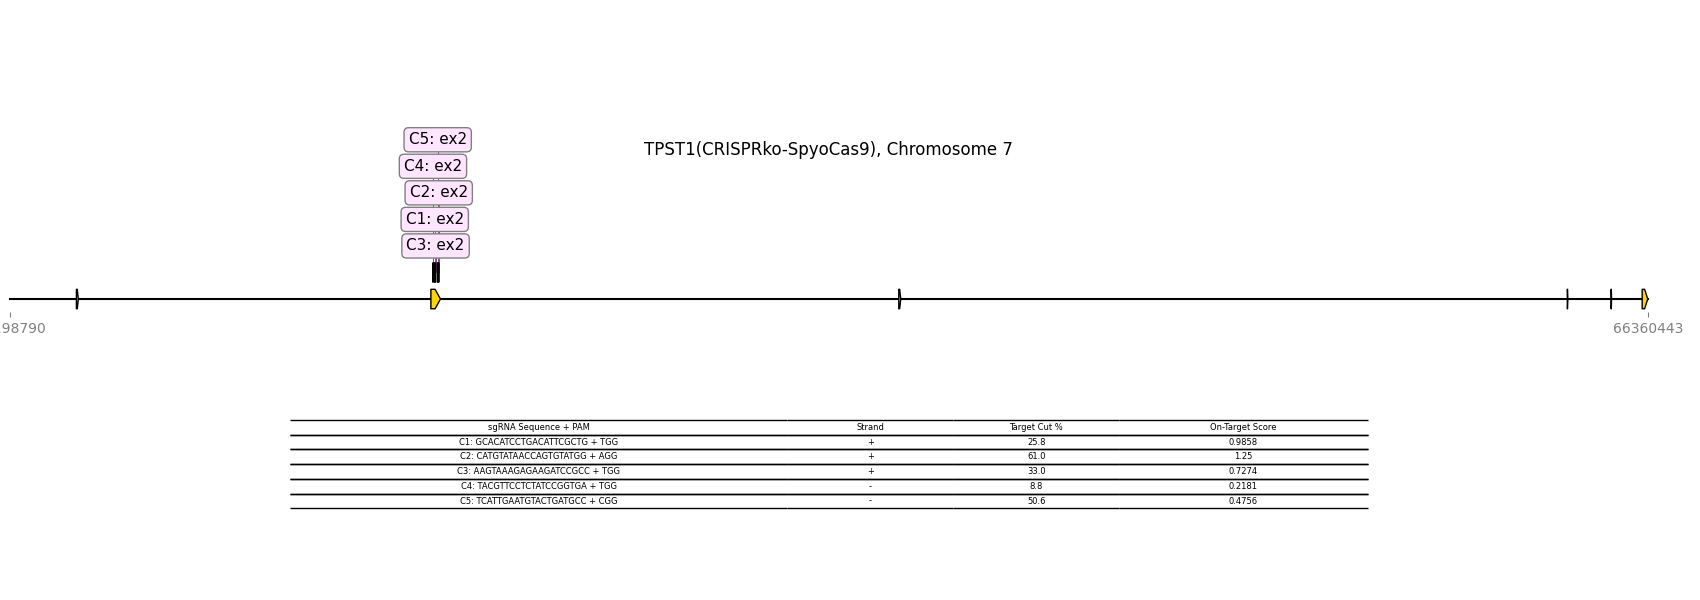 C5: ex2
TPST1(CRISPRko-SpyoCas9), Chromosome 7
C4: ex2
C2: ex2
C1: ex2
C3: ex2
98790 66360443
sgRNA Sequence + PAM Strand Target Cut % On-Target Score
C1: GCACATCCTGACATTCGCTG + TGG + 25.8 0.9858
C2: CATGTATAACCAGTGTATGG + AGG + 61.0 1.25
C3: AAGTAAAGAGAAGATCCGCC + TGG + 33.0 0.7274
C4: TACGTTCCTCTATCCGGTGA + TGG - 8.8 0.2181
C5: TCATTGAATGTACTGATGCC + CGG - 50.6 0.4756